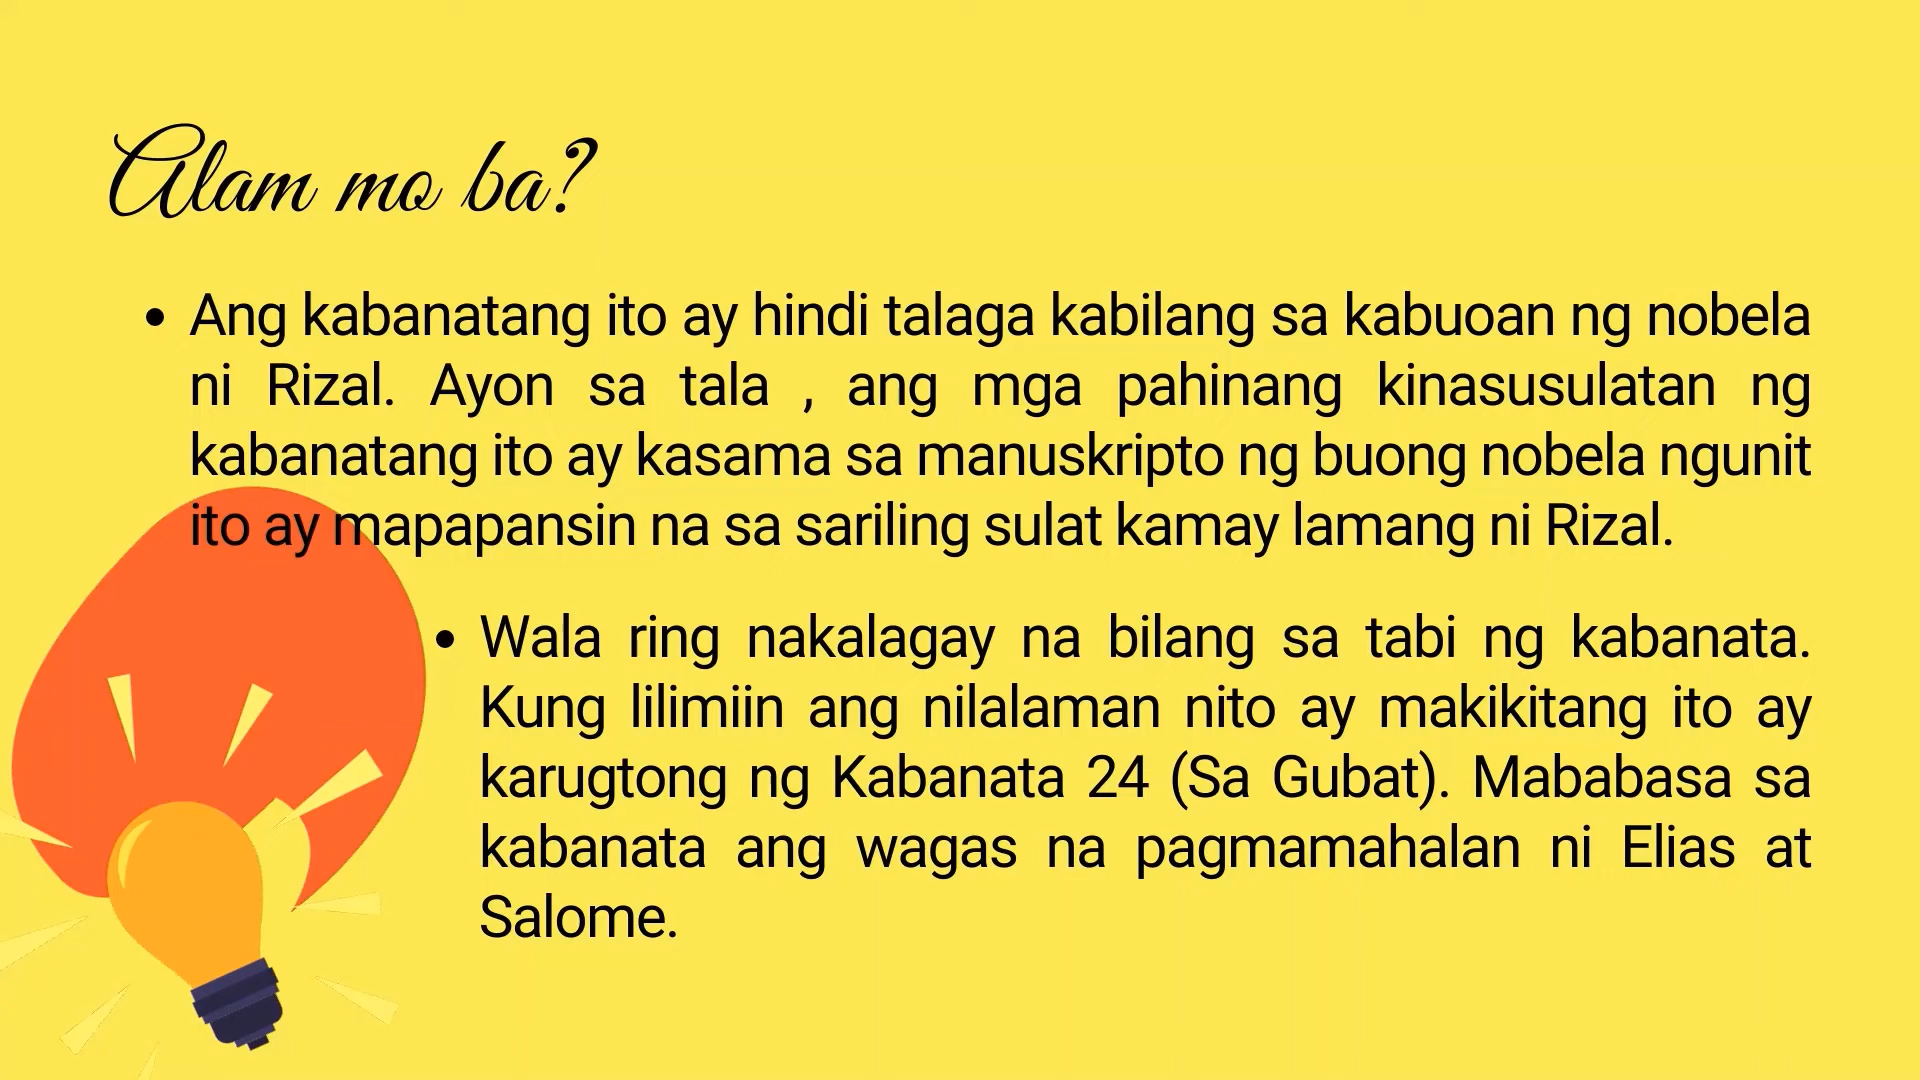 Alam mo ba?
• Ang kabanatang ito ay hindi talaga kabilang sa kabuoan ng nobela
ni Rizal. Ayon sa tala , ang mga pahinang kinasusulatan ng
kabanatang ito ay kasama sa manuskripto ng buong nobela ngunit
ito ay mapapansin na sa sariling sulat kamay lamang ni Rizal.
• Wala ring nakalagay na bilang sa tabi ng kabanata.
Kung lilimiin ang nilalaman nito ay makikitang ito ay
karugtong ng Kabanata 24 (Sa Gubat). Mababasa sa
kabanata ang wagas na pagmamahalan ni Elias at
Salome.